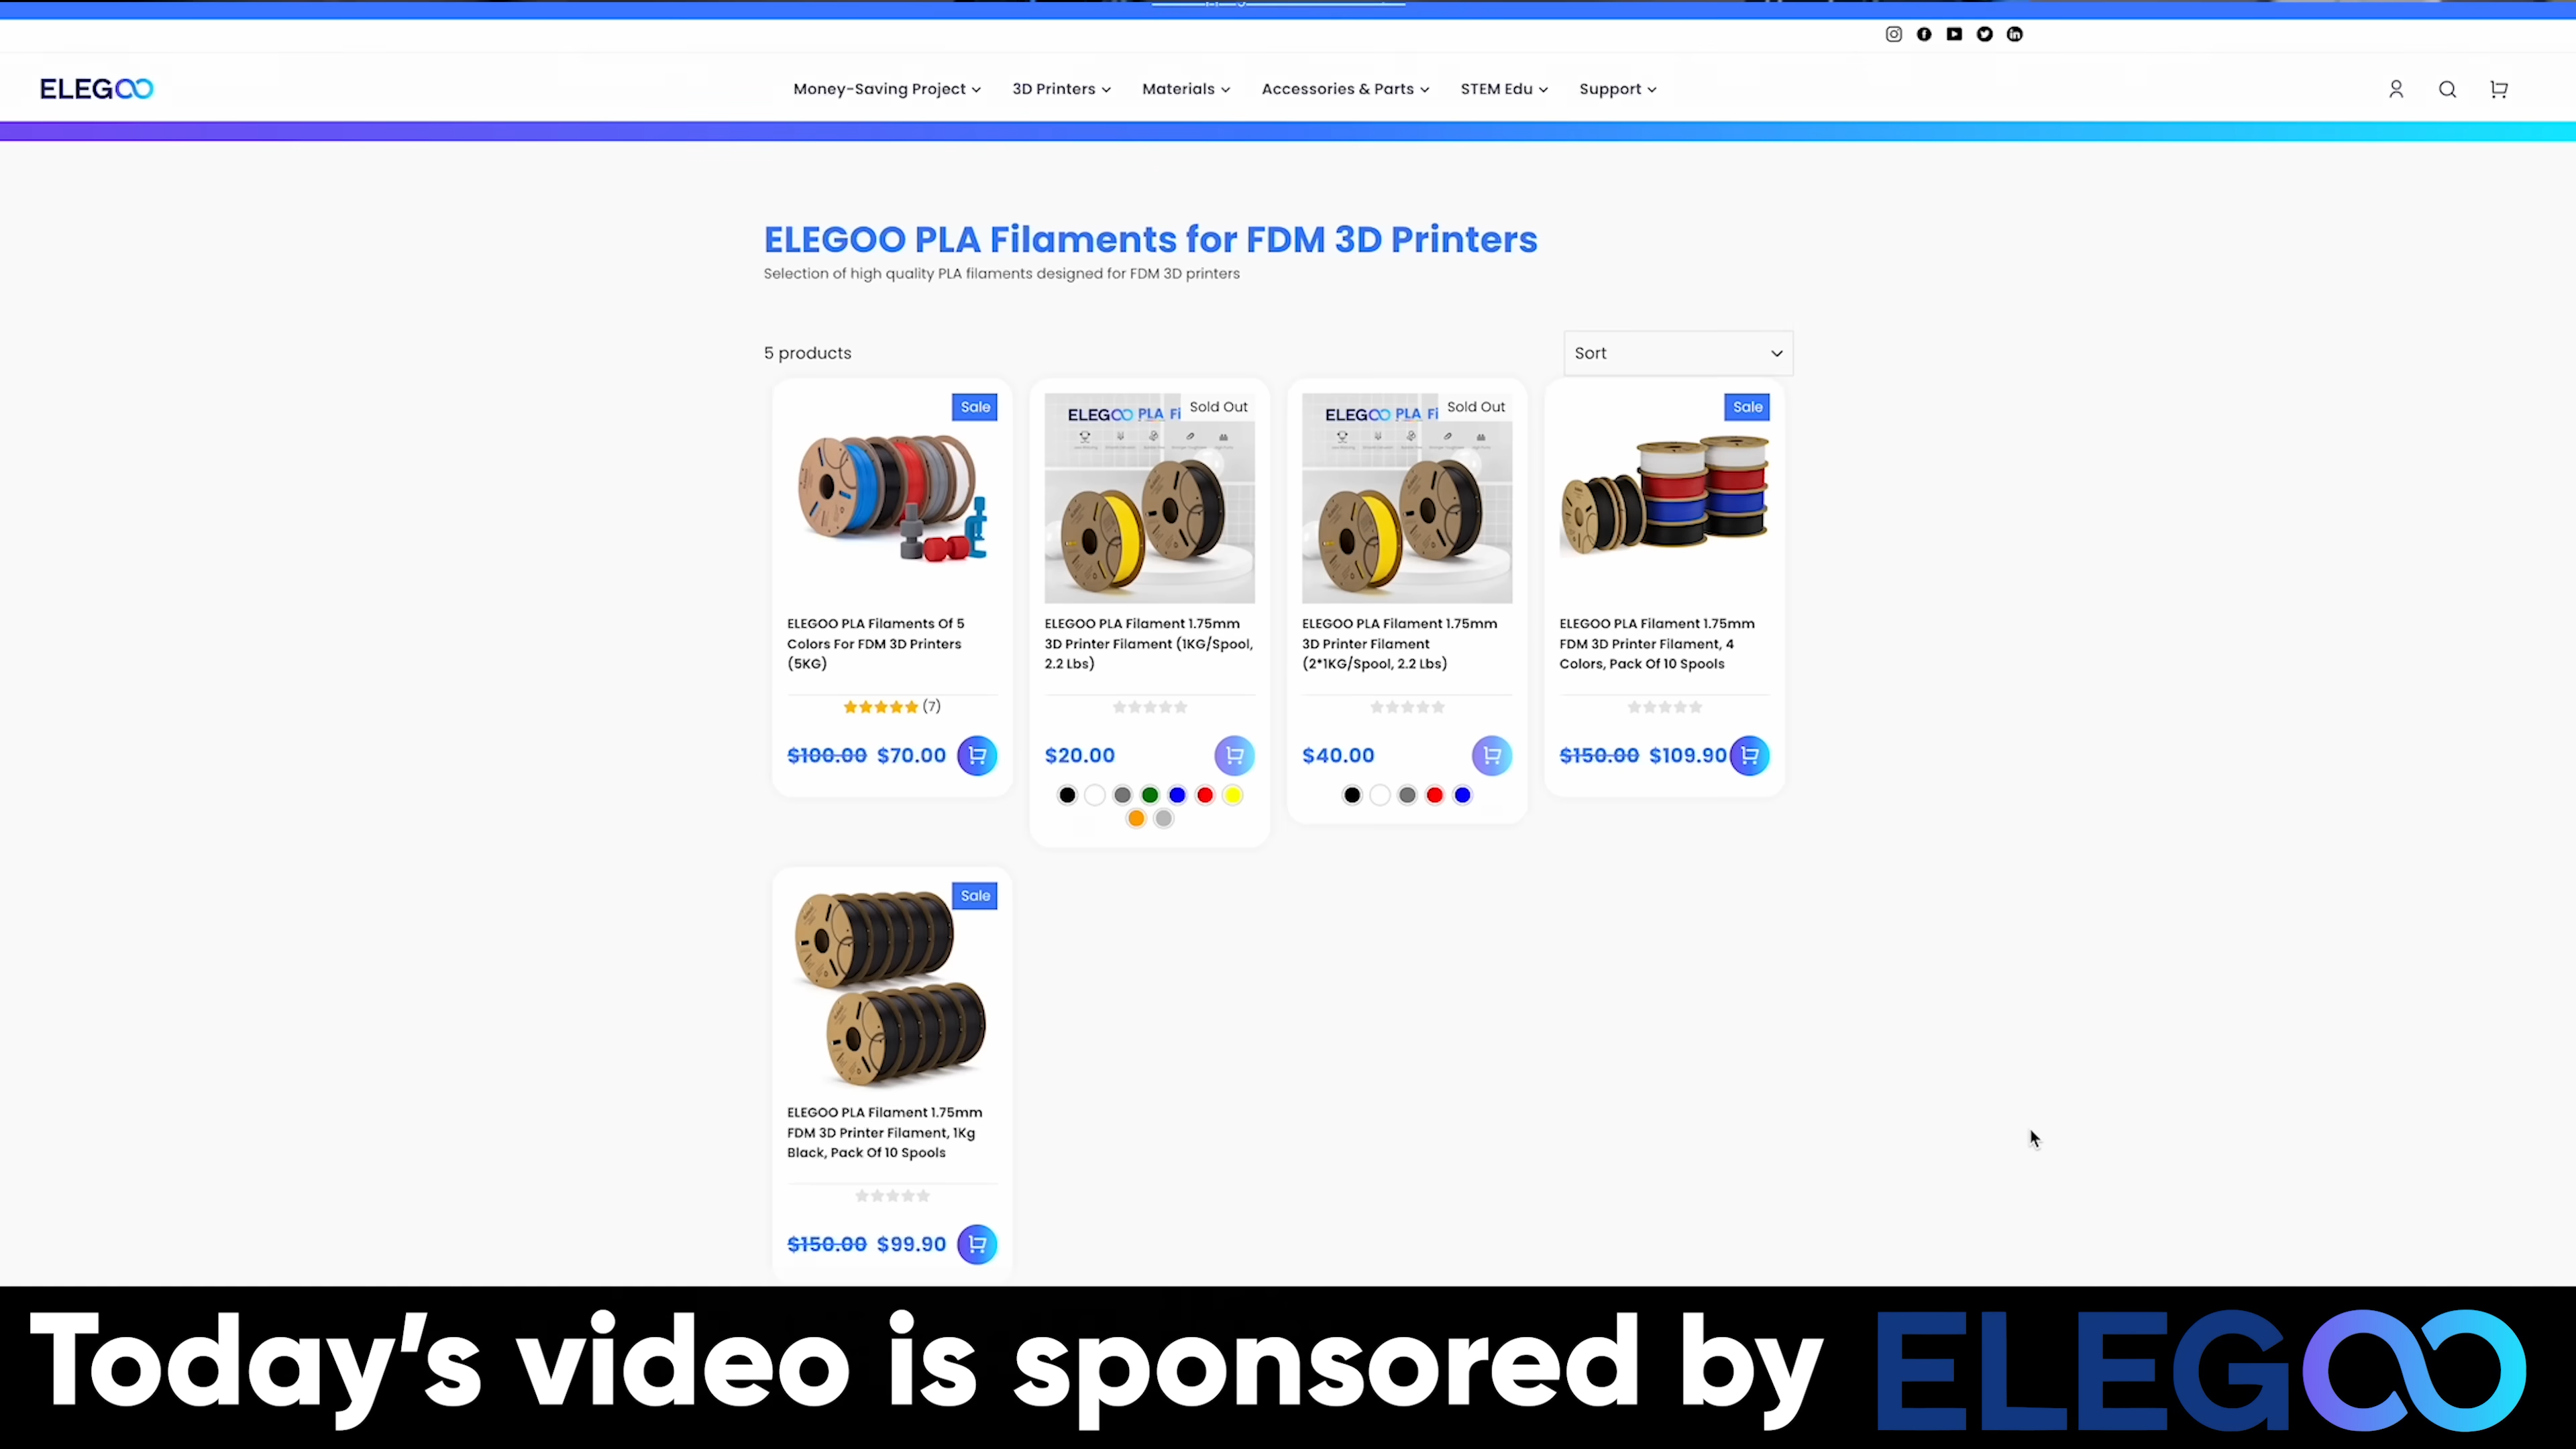 ELEGOO
Money-Saving Project
3D Printers
Materials
Accessories & Parts
STEM Edu
Support
ELEGOO PLA Filaments for FDM 3D Printers
Selection of high quality PLA filaments designed for FDM 3D printers
5 products
Sort
Sale
ELEGOO PLA Filaments Of 5
Colors For FDM 3D Printers
(5KG)
(7)
$100.00 $70.00
ELEGOO PLA Fi
Sold Out
ELEGOO PLA Filament 1.75mm
3D Printer Filament (1KG/Spool,
2.2 Lbs)
$20.00
ELEGOO PLA Fi
Sold Out
ELEGOO PLA Filament 1.75mm
3D Printer Filament
(2*1KG/Spool, 2.2 Lbs)
$40.00
Sale
ELEGOO PLA Filament 1.75mm
FDM 3D Printer Filament, 4
Colors, Pack Of 10 Spools
$150.00 $109.90
Sale
ELEGOO PLA Filament 1.75mm
FDM 3D Printer Filament, 1Kg
Black, Pack Of 10 Spools
$150.00 $99.90
Today's video is sponsored by ELEGOO